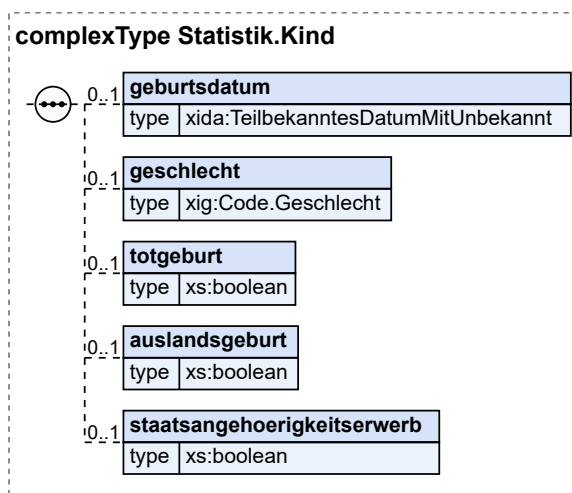 complexType Statistik.Kind
0..1 geburtsdatum
type xida:TeilbekanntesDatumMitUnbekannt
0..1 geschlecht
type xig:Code.Geschlecht
0..1 totgeburt
type xs:boolean
0..1 auslandsgeburt
type xs:boolean
0..1 staatsangehoerigkeitserwerb
type xs:boolean